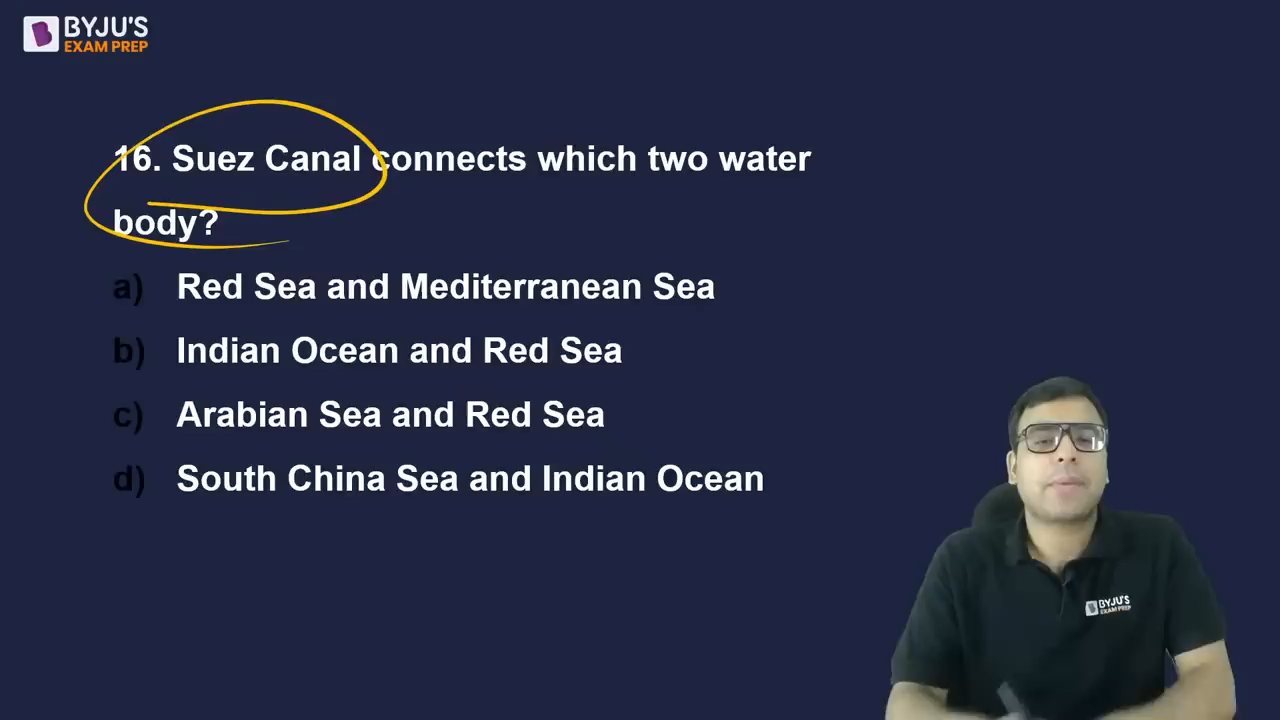 BYJU'S
EXAM PREP
16. Suez Canal connects which two water
body?
a) Red Sea and Mediterranean Sea
b) Indian Ocean and Red Sea
c) Arabian Sea and Red Sea
d) South China Sea and Indian Ocean
BYJU'S
EXAM PREP